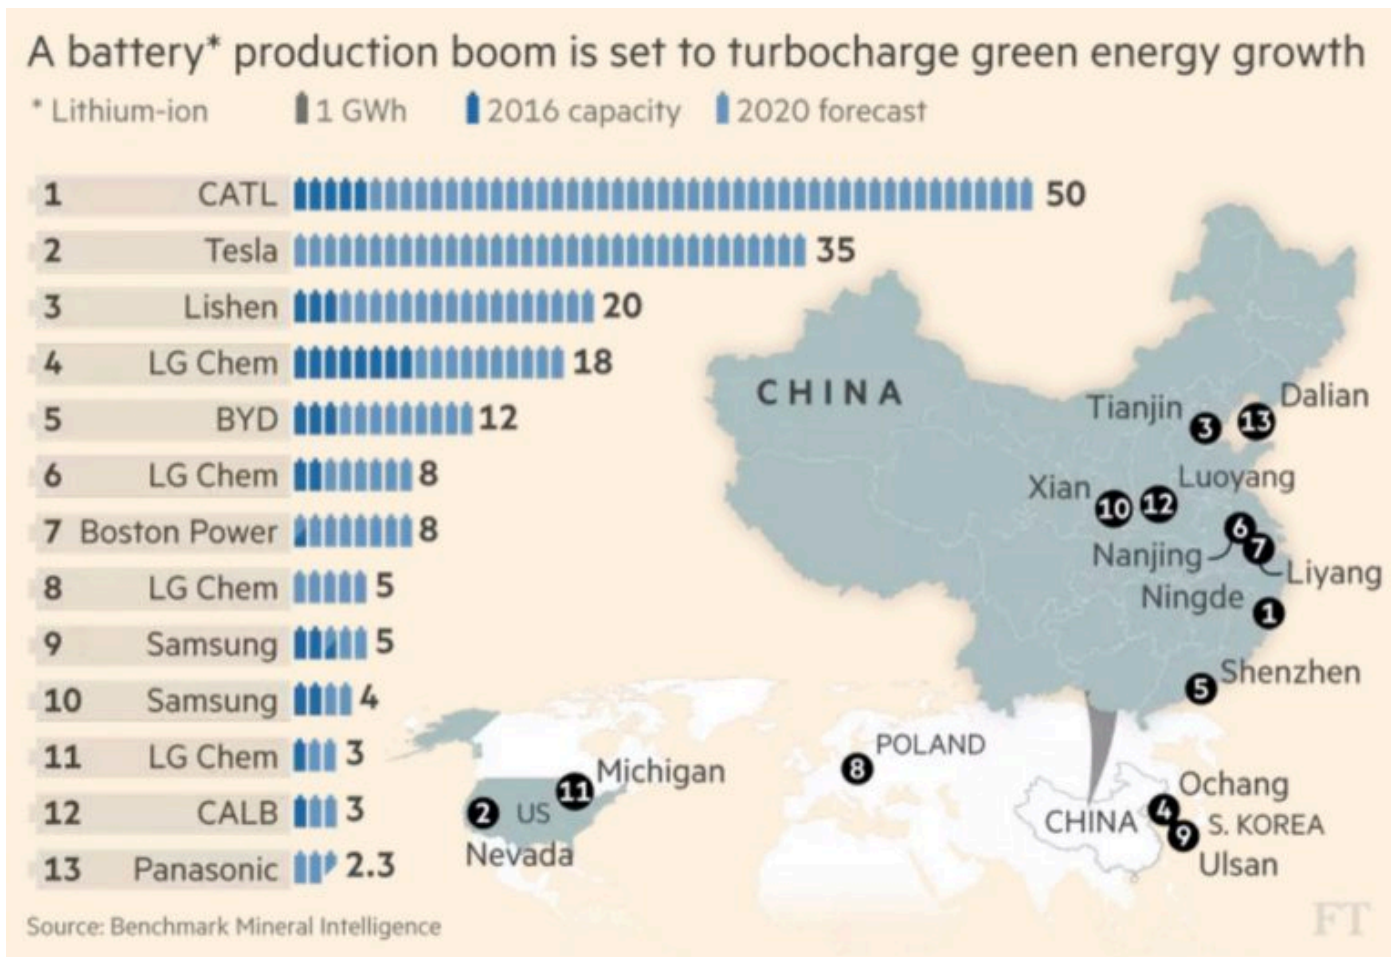 A battery* production boom is set to turbocharge green energy growth
* Lithium-ion 1 GWh 2016 capacity 2020 forecast
1 CATL 50
2 Tesla 35
3 Lishen 20
4 LG Chem 18
5 BYD 12
6 LG Chem 8
7 Boston Power 8
8 LG Chem 5
9 Samsung 5
10 Samsung 4
11 LG Chem 3
12 CALB 3
13 Panasonic 2.3
CHINA
Tianjin 3
13 Dalian
Xian 10
12 Luoyang
Nanjing 6
7 Liyang
Ningde 1
5 Shenzhen
POLAND
8
11 Michigan
2 US
Nevada
CHINA
4 Ochang
9 S. KOREA
Ulsan
Source: Benchmark Mineral Intelligence
FT